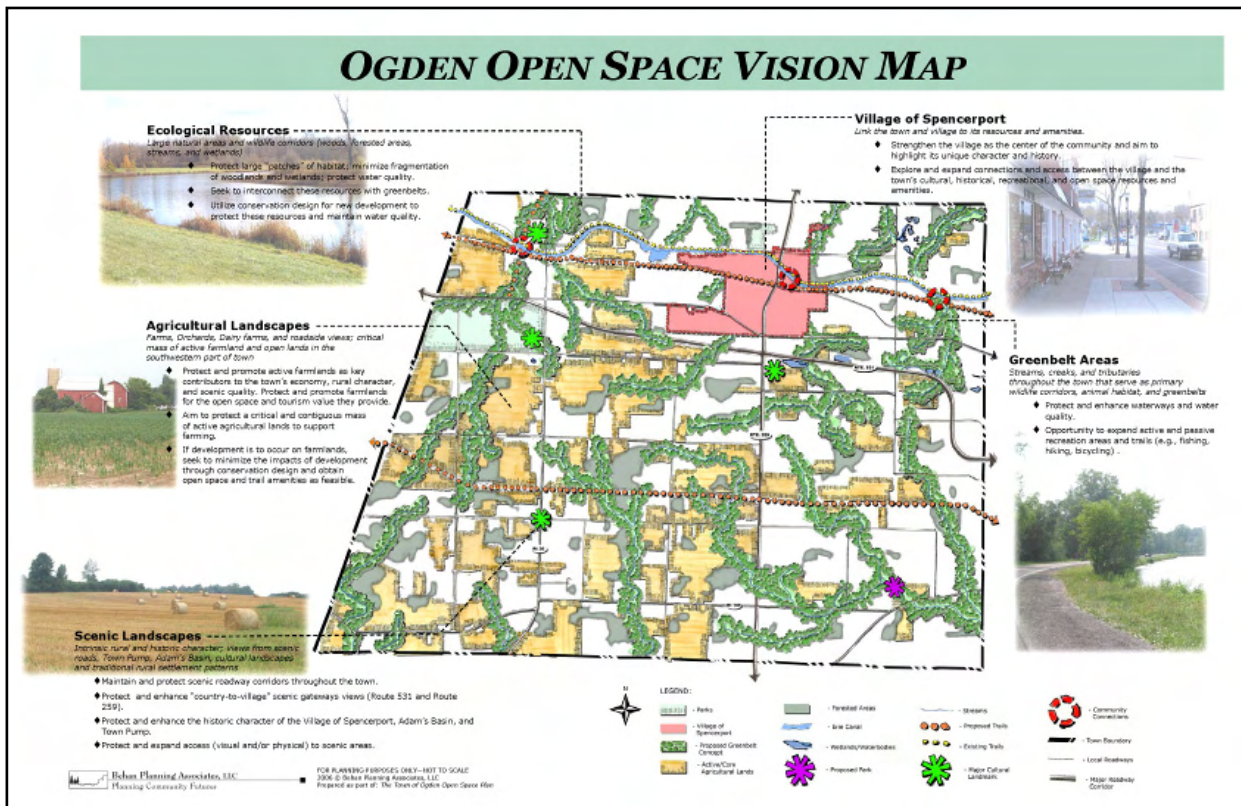 OGDEN OPEN SPACE VISION MAP
Ecological Resources
Large natural areas and wildlife corridors (woods, forested areas,
streams, and wetlands)
♦ Protect large "patches" of habitat; minimize fragmentation
of woodlands and wetlands; protect water quality.
♦ Seek to interconnect these resources with greenbelts.
♦ Utilize conservation design for new development to
protect these resources and maintain water quality.
Village of Spencerport
Link the town and village to its resources and amenities.
♦ Strengthen the village as the center of the community and aim to
highlight its unique character and history.
♦ Explore and expand connections and access between the village and the
town's cultural, historical, recreational, and open space resources and
amenities.
Agricultural Landscapes
Farms, Orchards, Dairy farms, and roadside views; critical
mass of active farmland and open lands in the
southwestern part of town
♦ Protect and promote active farmlands as key
contributors to the town's economy, rural character,
and scenic quality. Protect and promote farmlands
for the open space and tourism value they provide.
♦ Aim to protect a critical and contiguous mass
of active agricultural lands to support
farming.
♦ If development is to occur on farmlands,
seek to minimize the impacts of development
through conservation design and obtain
open space and trail amenities as feasible.
Greenbelt Areas
Streams, creeks, and tributaries
throughout the town that serve as primary
wildlife corridors, animal habitat, and greenbelts
♦ Protect and enhance waterways and water
quality.
♦ Opportunity to expand active and passive
recreation areas and trails (e.g., fishing,
hiking, bicycling) .
RTE. 531
Scenic Landscapes
Intrinsic rural and historic character; views from scenic
roads, Town Pump, Adam's Basin, cultural landscapes
and traditional rural settlement patterns
♦Maintain and protect scenic roadway corridors throughout the town.
♦Protect and enhance "country-to-village" scenic gateways views (Route 531 and Route
259).
♦Protect and enhance the historic character of the Village of Spencerport, Adam's Basin, and
Town Pump.
♦Protect and expand access (visual and/or physical) to scenic areas.
N
LEGEND:
- Parks
- Village of
Spencerport
- Proposed Greenbelt
Concept
- Active/Core
Agricultural Lands
- Forested Areas
- Erie Canal
- Wetlands/Waterbodies
- Proposed Park
- Streams
- Proposed Trails
- Existing Trails
- Major Cultural
Landmark
- Community
Connections
- Town Boundary
- Local Roadways
- Major Roadway
Corridor
Behan Planning Associates, LLC
Planning Community Futures
FOR PLANNING PURPOSES ONLY—NOT TO SCALE
2006 © Behan Planning Associates, LLC
Prepared as part of: The Town of Ogden Open Space Plan